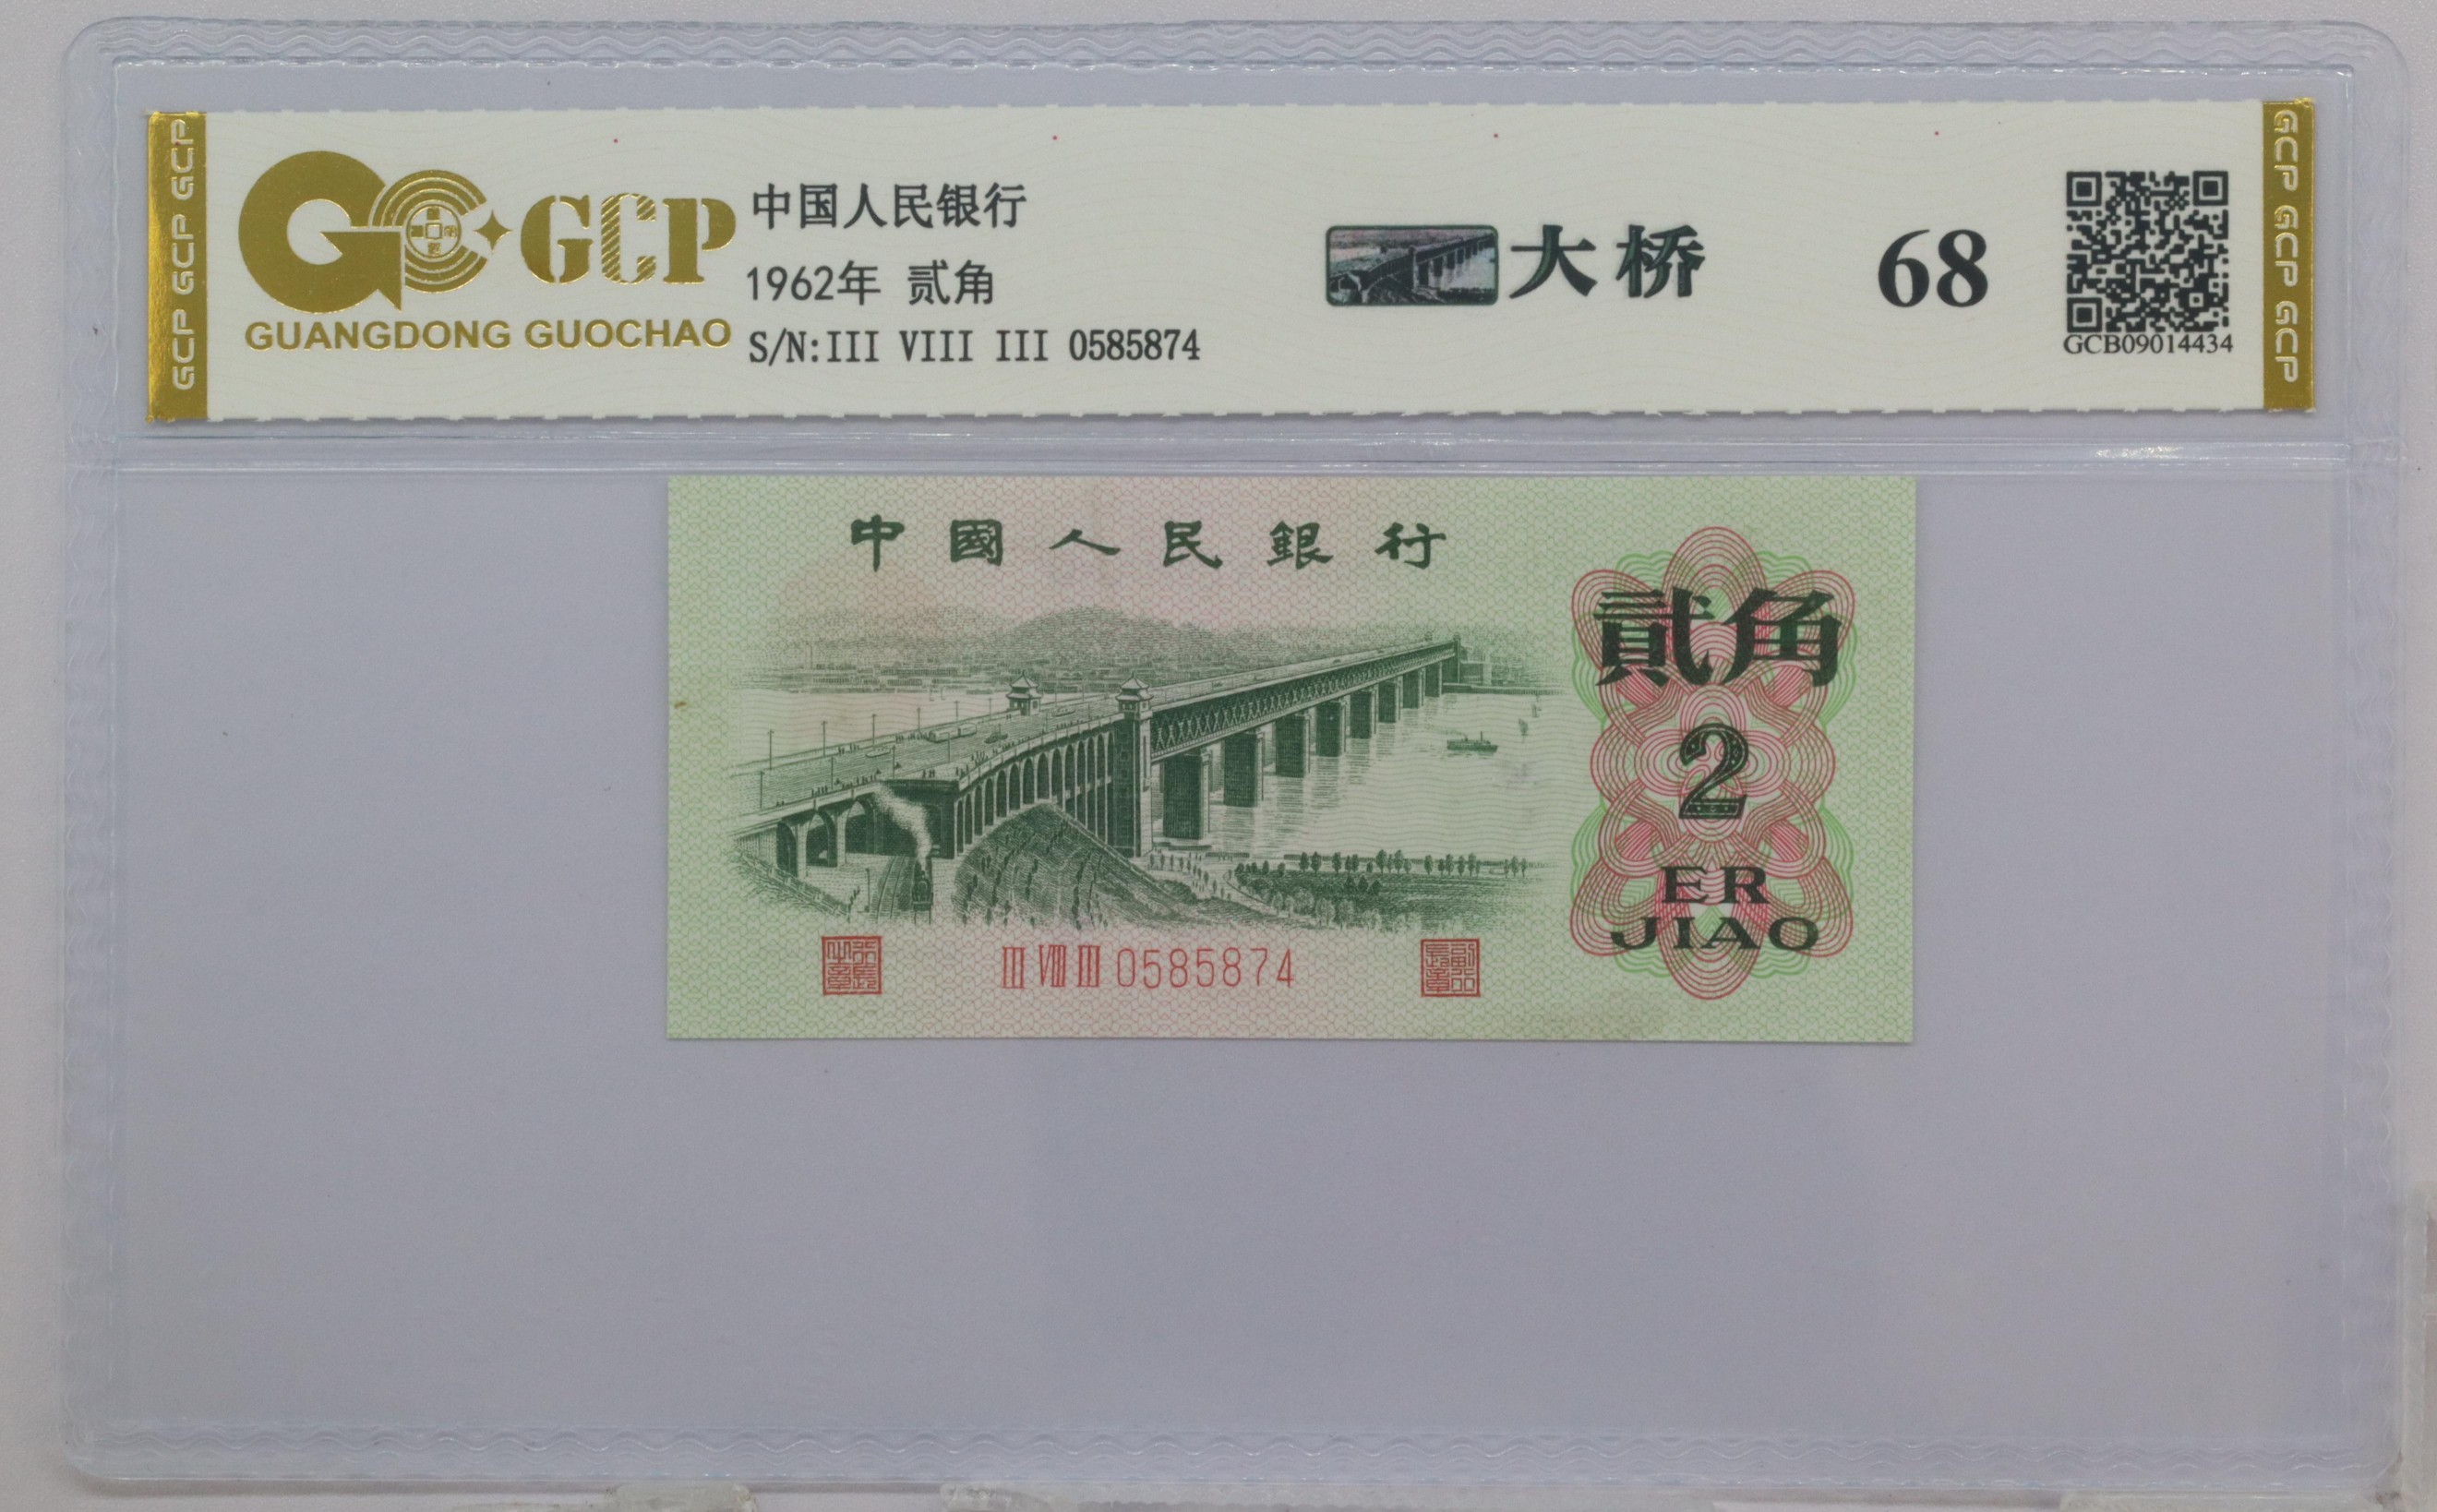 GCP GCP GCP
GCP
GUANGDONG GUOCHAO
中国人民银行
1962年 贰角
S/N:III VIII III 0585874
大桥
68
GCB09014434
GCP GCP GCP
中國人民銀行
貳角
2
ER
JIAO
III VIII III 0585874